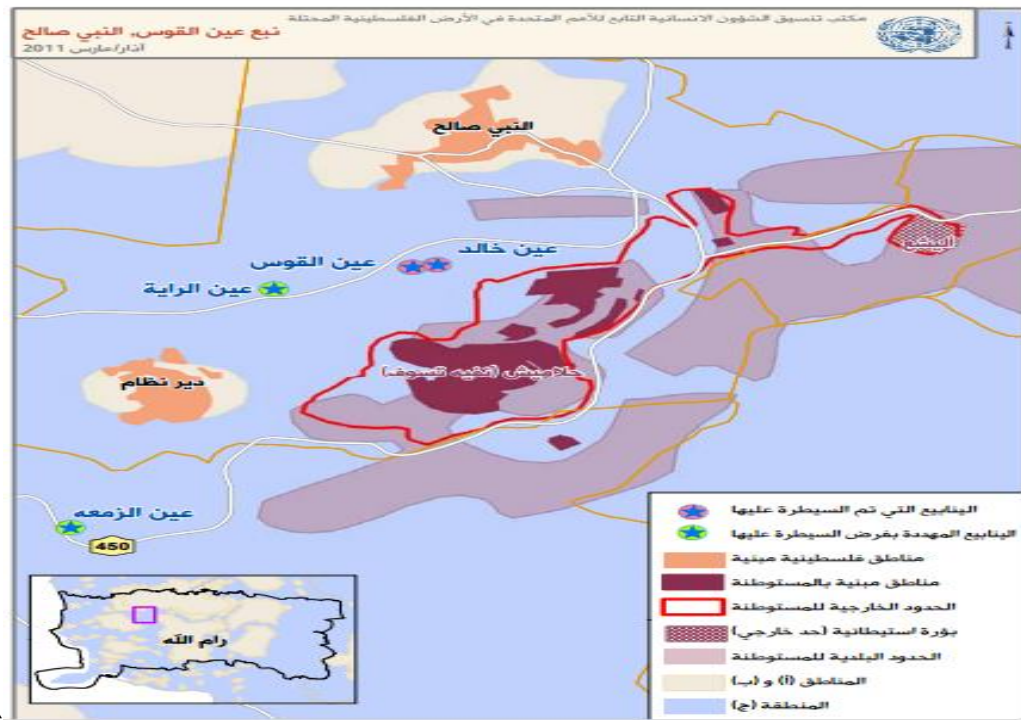 مكتب تنسيق الشؤون الانسانية التابع للأمم المتحدة في الأرض الفلسطينية المحتلة
نبع عين القوس, النبي صالح
آذار/مارس 2011
النبي صالح
عين خالد
عين القوس
عين الراية
حلاميش (نفيه تسوف)
دير نظام
عين الزمعه
450
رام الله
الينابيع التي تم السيطرة عليها
الينابيع المهددة بفرض السيطرة عليها
مناطق فلسطينية مبنية
مناطق مبنية بالمستوطنة
الحدود الخارجية للمستوطنة
بؤرة استيطانية (حد خارجي)
الحدود البلدية للمستوطنة
المناطق (أ) و (ب)
المنطقة (ج)